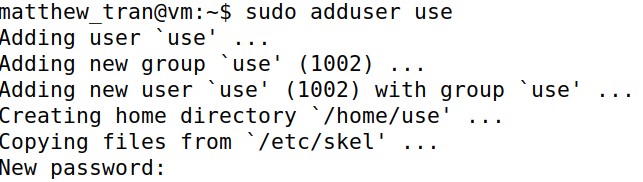 matthew_tran@vm:~$ sudo adduser use
Adding user `use' ...
Adding new group `use' (1002) ...
Adding new user `use' (1002) with group `use' ...
Creating home directory `/home/use' ...
Copying files from `/etc/skel' ...
New password: